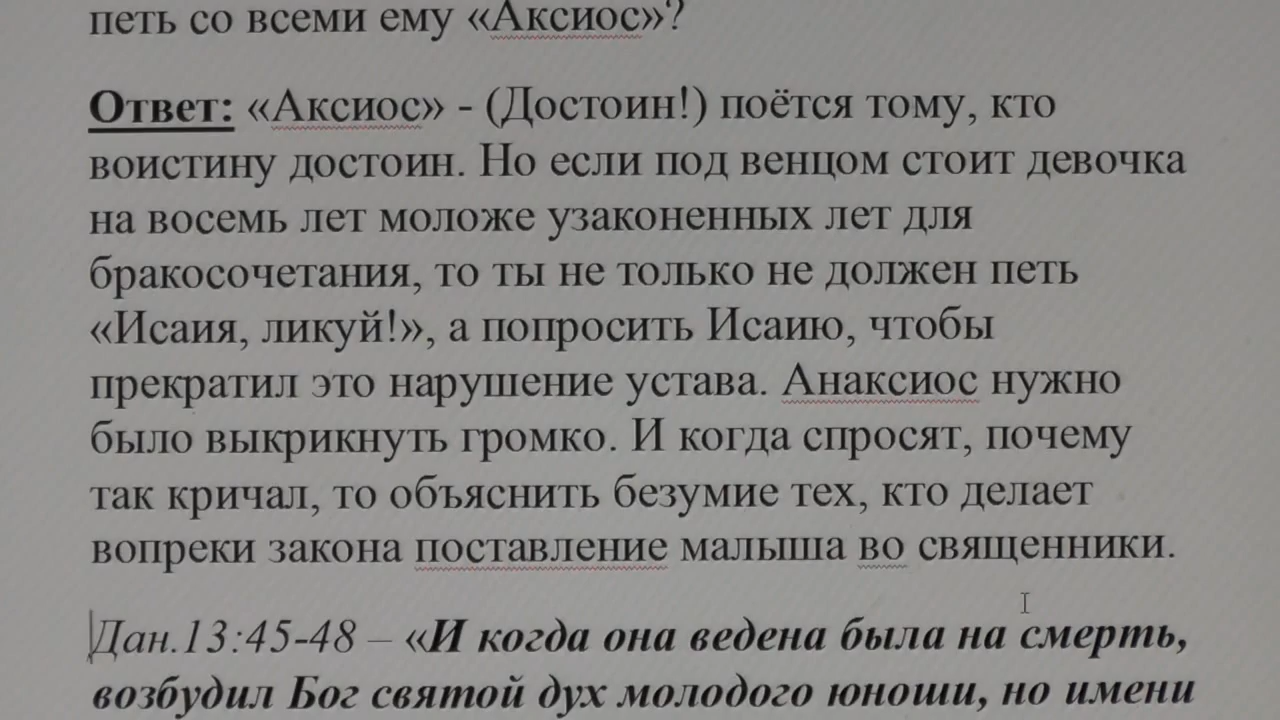 петь со всеми ему «Аксиос»?
Ответ: «Аксиос» - (Достоин!) поётся тому, кто
воистину достоин. Но если под венцом стоит девочка
на восемь лет моложе узаконенных лет для
бракосочетания, то ты не только не должен петь
«Исаия, ликуй!», а попросить Исаию, чтобы
прекратил это нарушение устава. Анаксиос нужно
было выкрикнуть громко. И когда спросят, почему
так кричал, то объяснить безумие тех, кто делает
вопреки закона поставление малыша во священники.
Дан.13:45-48 – «И когда она ведена была на смерть,
возбудил Бог святой дух молодого юноши, но имени